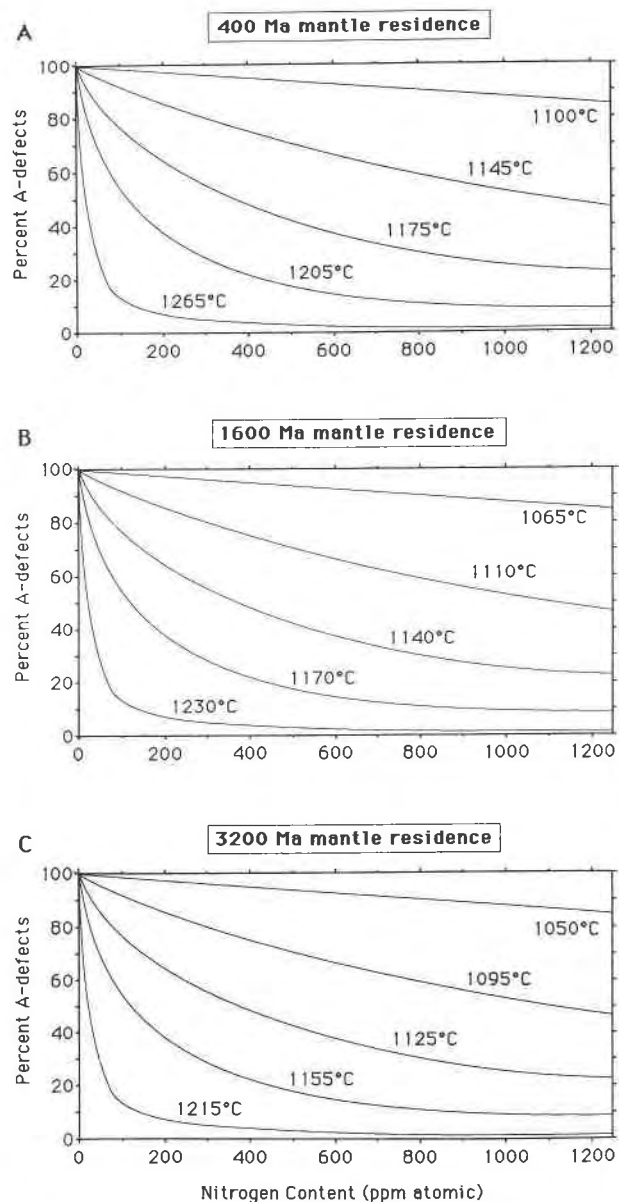 A
400 Ma mantle residence
Percent A-defects
100
80
60
40
20
0
1100°C
1145°C
1175°C
1205°C
1265°C
0 200 400 600 800 1000 1200
B
1600 Ma mantle residence
Percent A-defects
100
80
60
40
20
0
1065°C
1110°C
1140°C
1170°C
1230°C
0 200 400 600 800 1000 1200
C
3200 Ma mantle residence
Percent A-defects
100
80
60
40
20
0
1050°C
1095°C
1125°C
1155°C
1215°C
0 200 400 600 800 1000 1200
Nitrogen Content (ppm atomic)